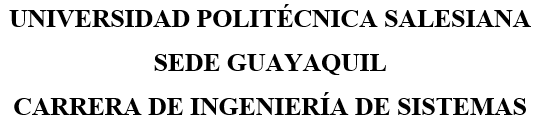 UNIVERSIDAD POLITÉCNICA SALESIANA
SEDE GUAYAQUIL
CARRERA DE INGENIERÍA DE SISTEMAS